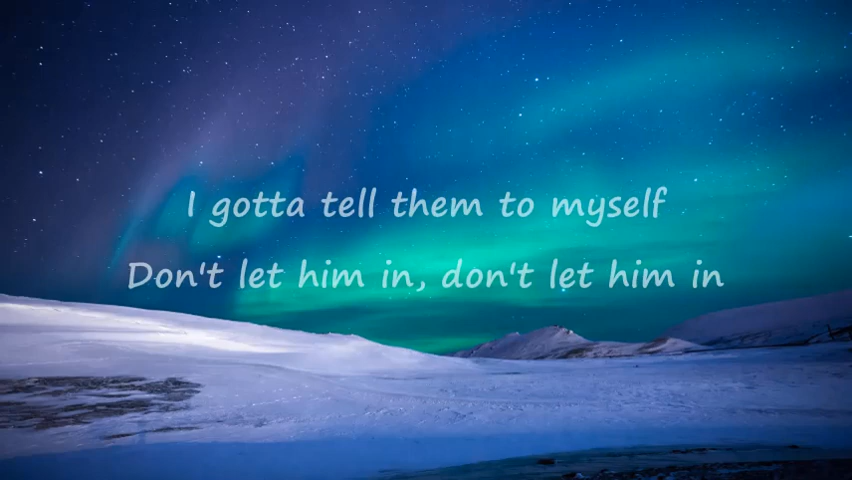 I gotta tell them to myself
Don't let him in, don't let him in